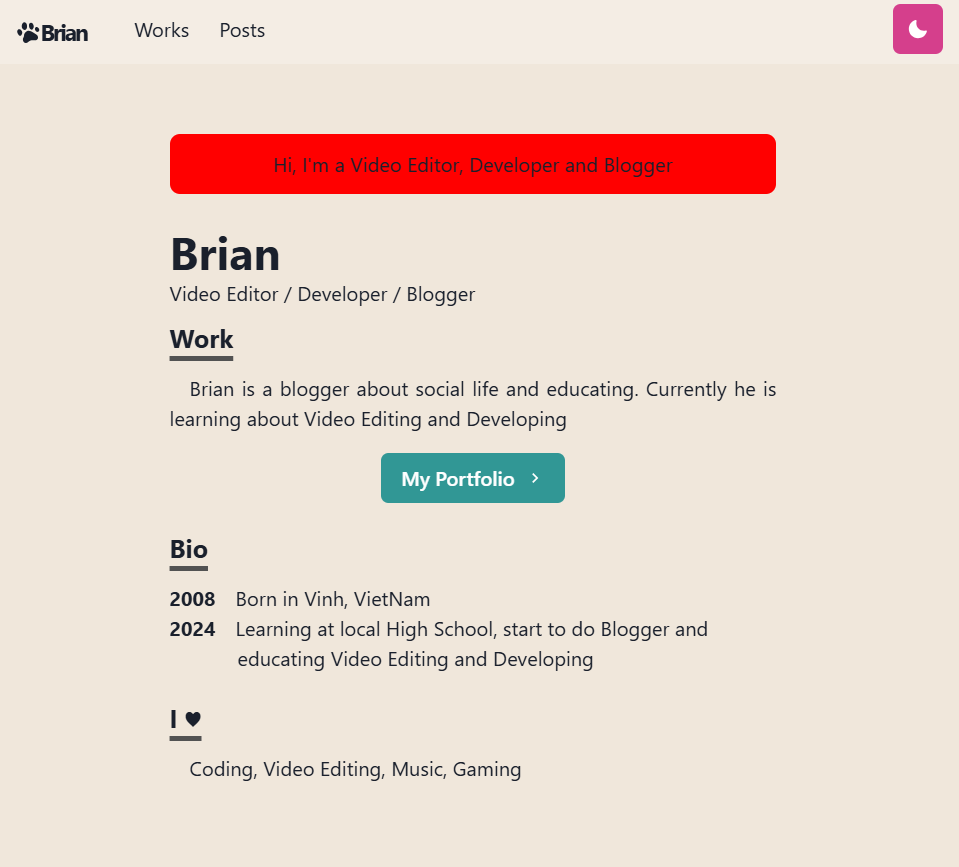 Brian Works Posts
Hi, I'm a Video Editor, Developer and Blogger
Brian
Video Editor / Developer / Blogger
Work
Brian is a blogger about social life and educating. Currently he is
learning about Video Editing and Developing
My Portfolio
Bio
2008 Born in Vinh, VietNam
2024 Learning at local High School, start to do Blogger and
educating Video Editing and Developing
I ♥
Coding, Video Editing, Music, Gaming